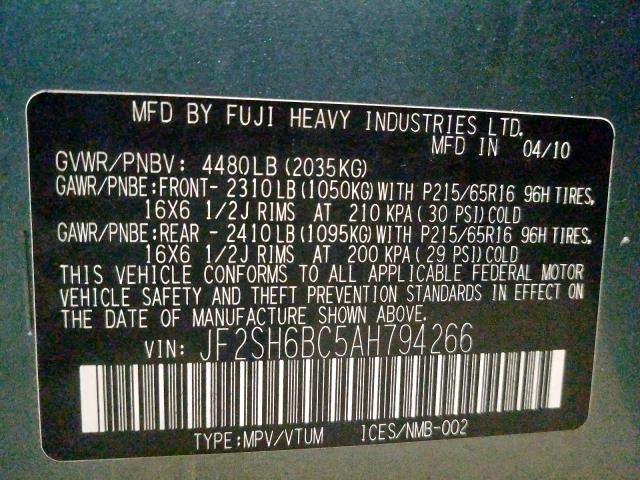 MFD BY FUJI HEAVY INDUSTRIES LTD.
MFD IN 04/10
GVWR/PNBV: 4480LB (2035KG)
GAWR/PNBE:FRONT- 2310 LB (1050KG) WITH P215/65R16 96H TIRES,
16X6 1/2J RIMS AT 210 KPA ( 30 PSI) COLD
GAWR/PNBE:REAR - 2410 LB (1095KG) WITH P215/65R16 96H TIRES,
16X6 1/2J RIMS AT 200 KPA ( 29 PSI) COLD
THIS VEHICLE CONFORMS TO ALL APPLICABLE FEDERAL MOTOR
VEHICLE SAFETY AND THEFT PREVENTION STANDARDS IN EFFECT ON
THE DATE OF MANUFACTURE SHOWN ABOVE.
VIN: JF2SH6BC5AH794266
TYPE:MPV/VTUM ICES/NMB-002